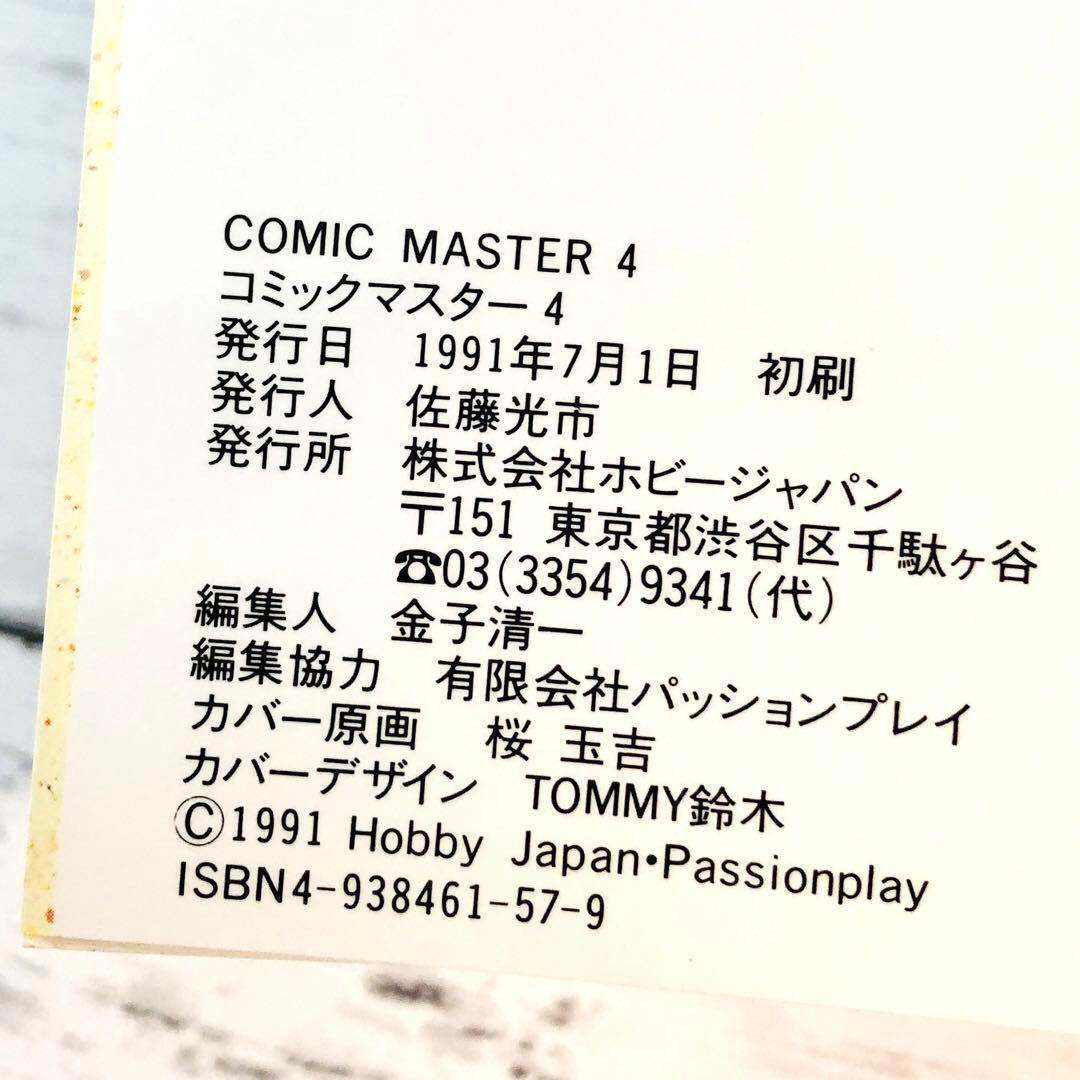 COMIC MASTER 4
コミックマスター4
発行日 1991年7月1日 初刷
発行人 佐藤光市
発行所 株式会社ホビージャパン
〒151 東京都渋谷区千駄ヶ谷
☎03(3354)9341(代)
編集人 金子清一
編集協力 有限会社パッションプレイ
カバー原画 桜 玉吉
カバーデザイン TOMMY鈴木
©1991 Hobby Japan・Passionplay
ISBN4-938461-57-9